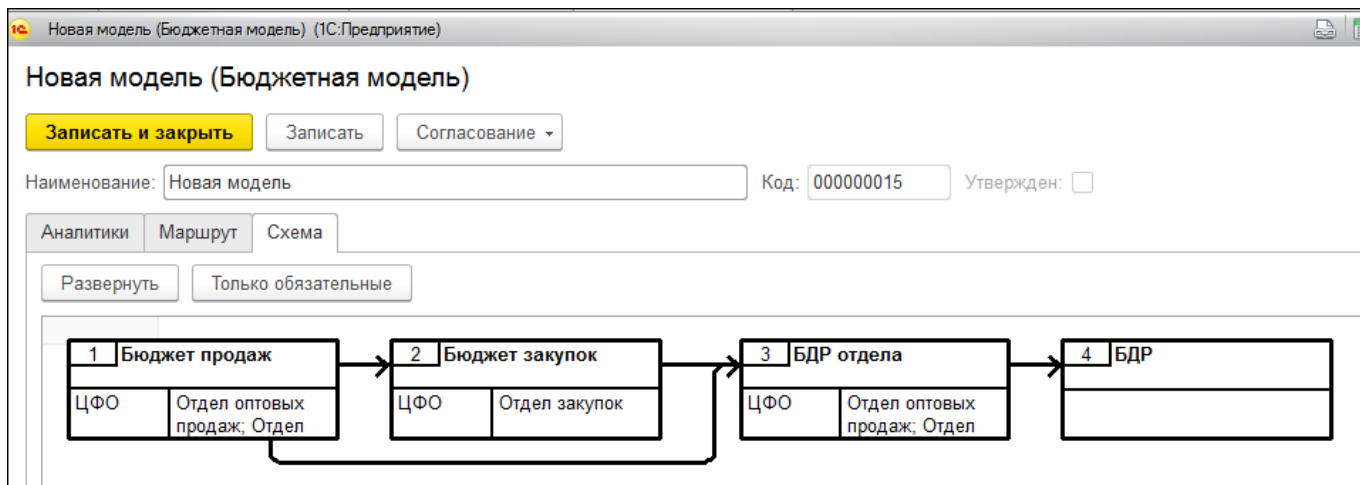 1С Новая модель (Бюджетная модель) (1С:Предприятие)
Новая модель (Бюджетная модель)
Записать и закрыть Записать Согласование
Наименование: Новая модель Код: 000000015 Утвержден:
Аналитики Маршрут Схема
Развернуть Только обязательные
1 Бюджет продаж 2 Бюджет закупок 3 БДР отдела 4 БДР
ЦФО Отдел оптовых ЦФО Отдел закупок ЦФО Отдел оптовых
продаж; Отдел продаж; Отдел